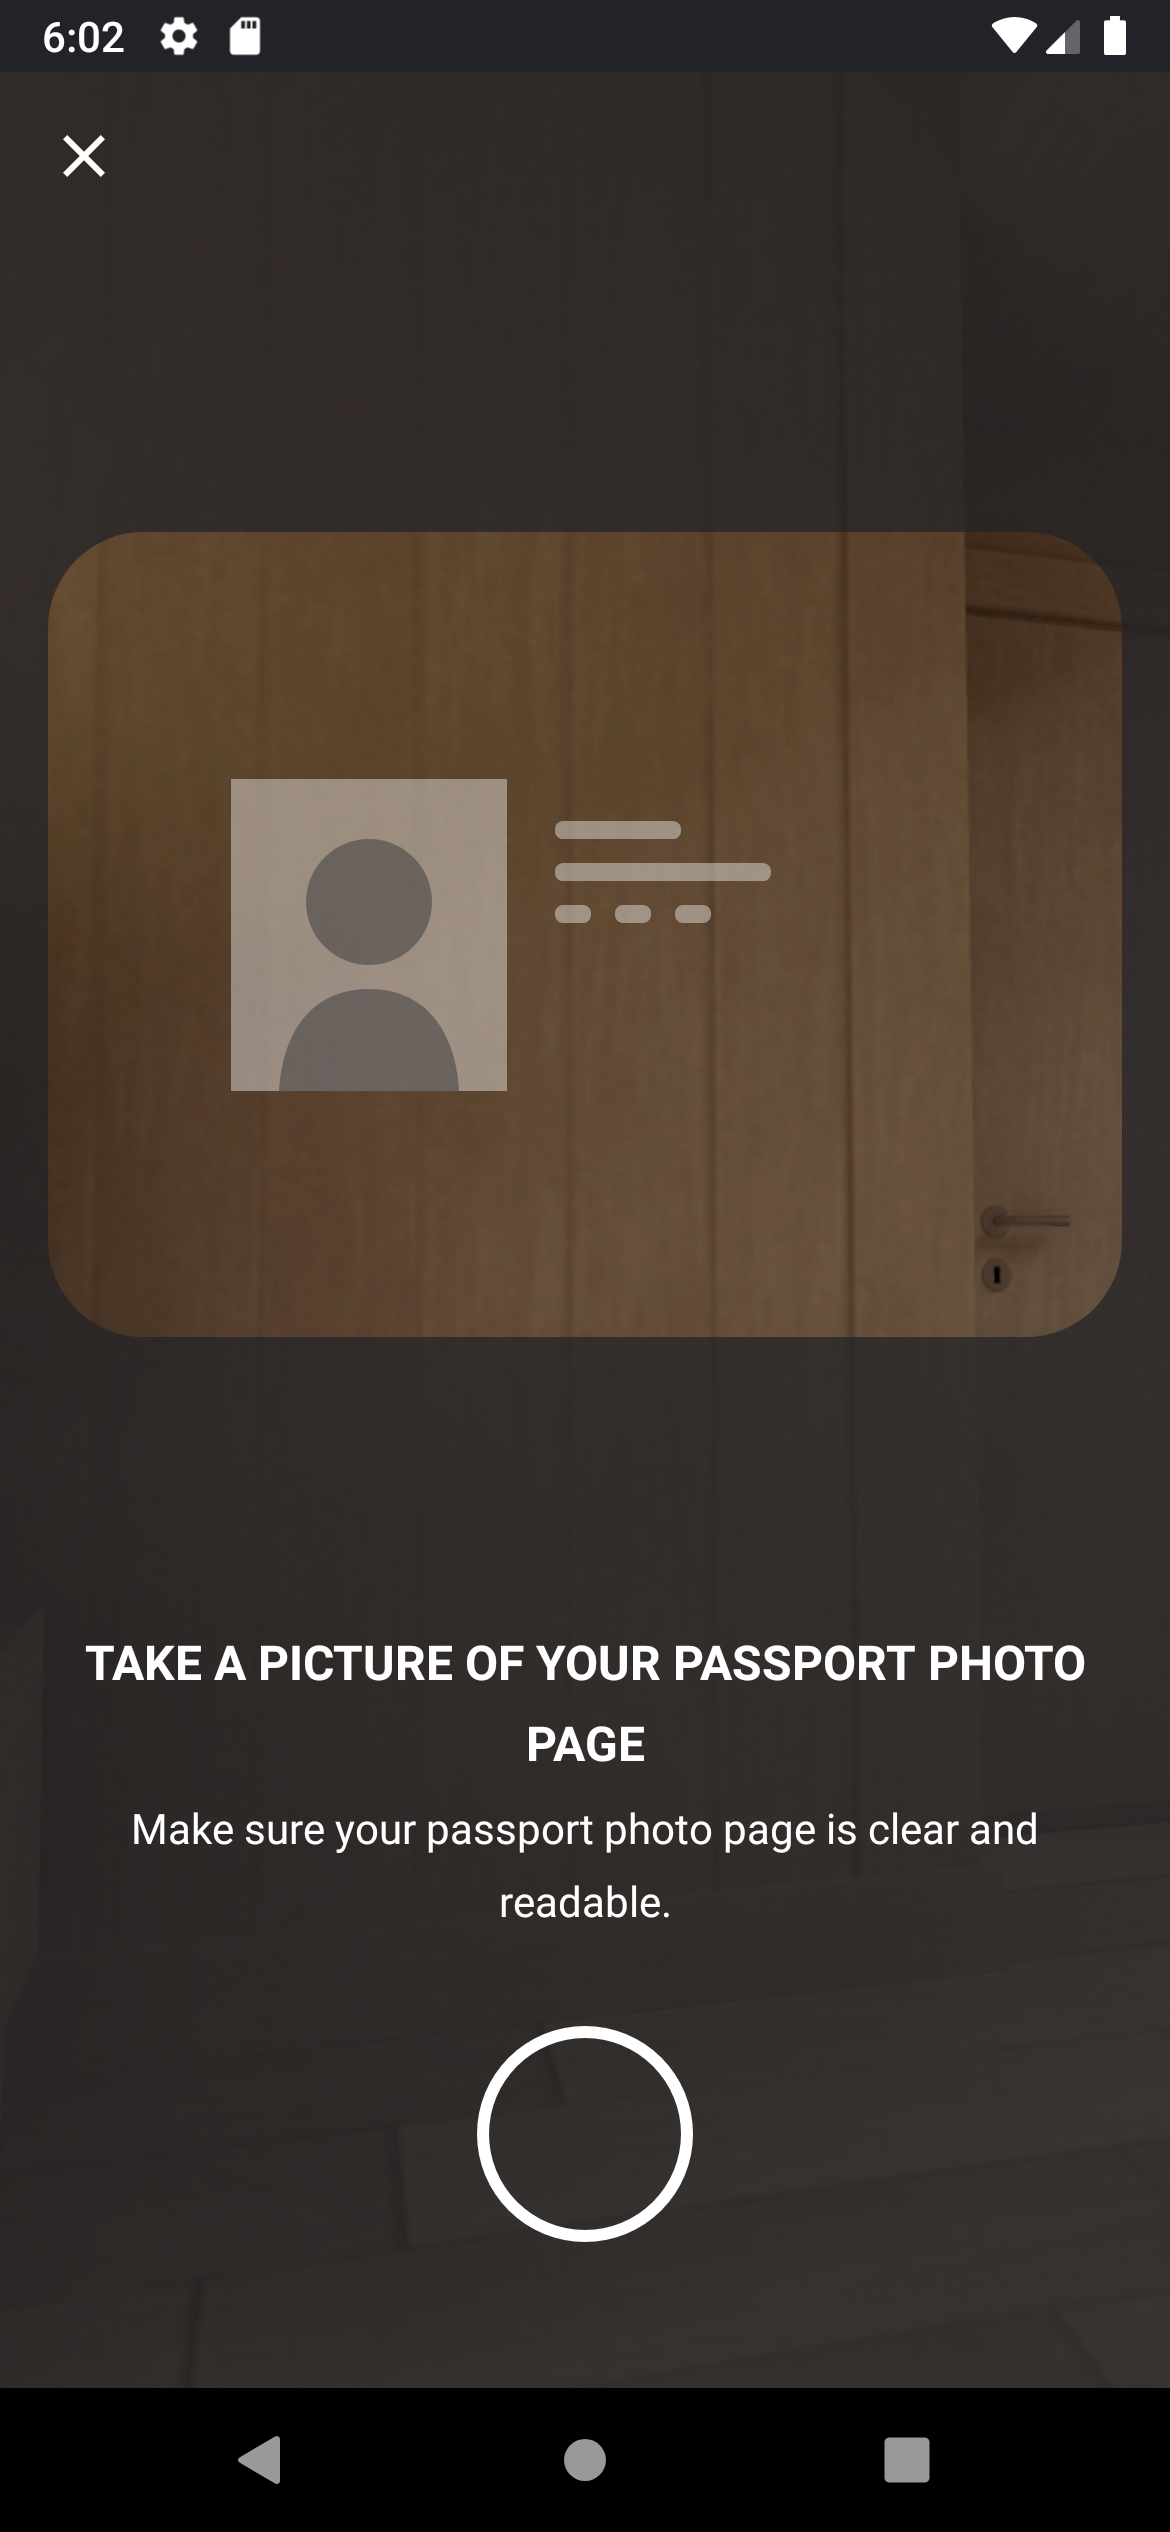 6:02
TAKE A PICTURE OF YOUR PASSPORT PHOTO
PAGE
Make sure your passport photo page is clear and
readable.